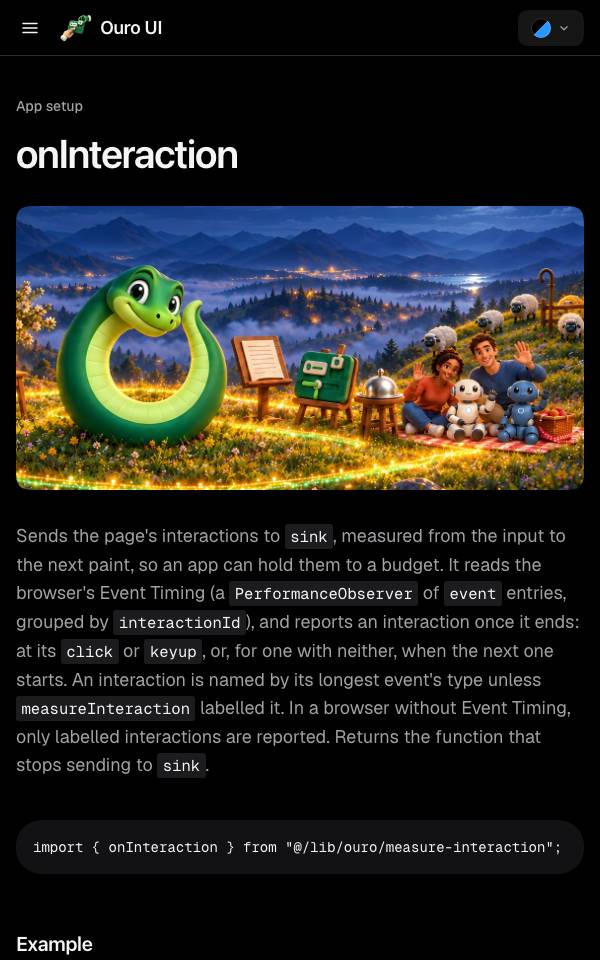 Ouro UI
App setup
onInteraction
Sends the page's interactions to sink, measured from the input to
the next paint, so an app can hold them to a budget. It reads the
browser's Event Timing (a PerformanceObserver of event entries,
grouped by interactionId), and reports an interaction once it ends:
at its click or keyup, or, for one with neither, when the next one
starts. An interaction is named by its longest event's type unless
measureInteraction labelled it. In a browser without Event Timing,
only labelled interactions are reported. Returns the function that
stops sending to sink.
import { onInteraction } from "@/lib/ouro/measure-interaction";
Example